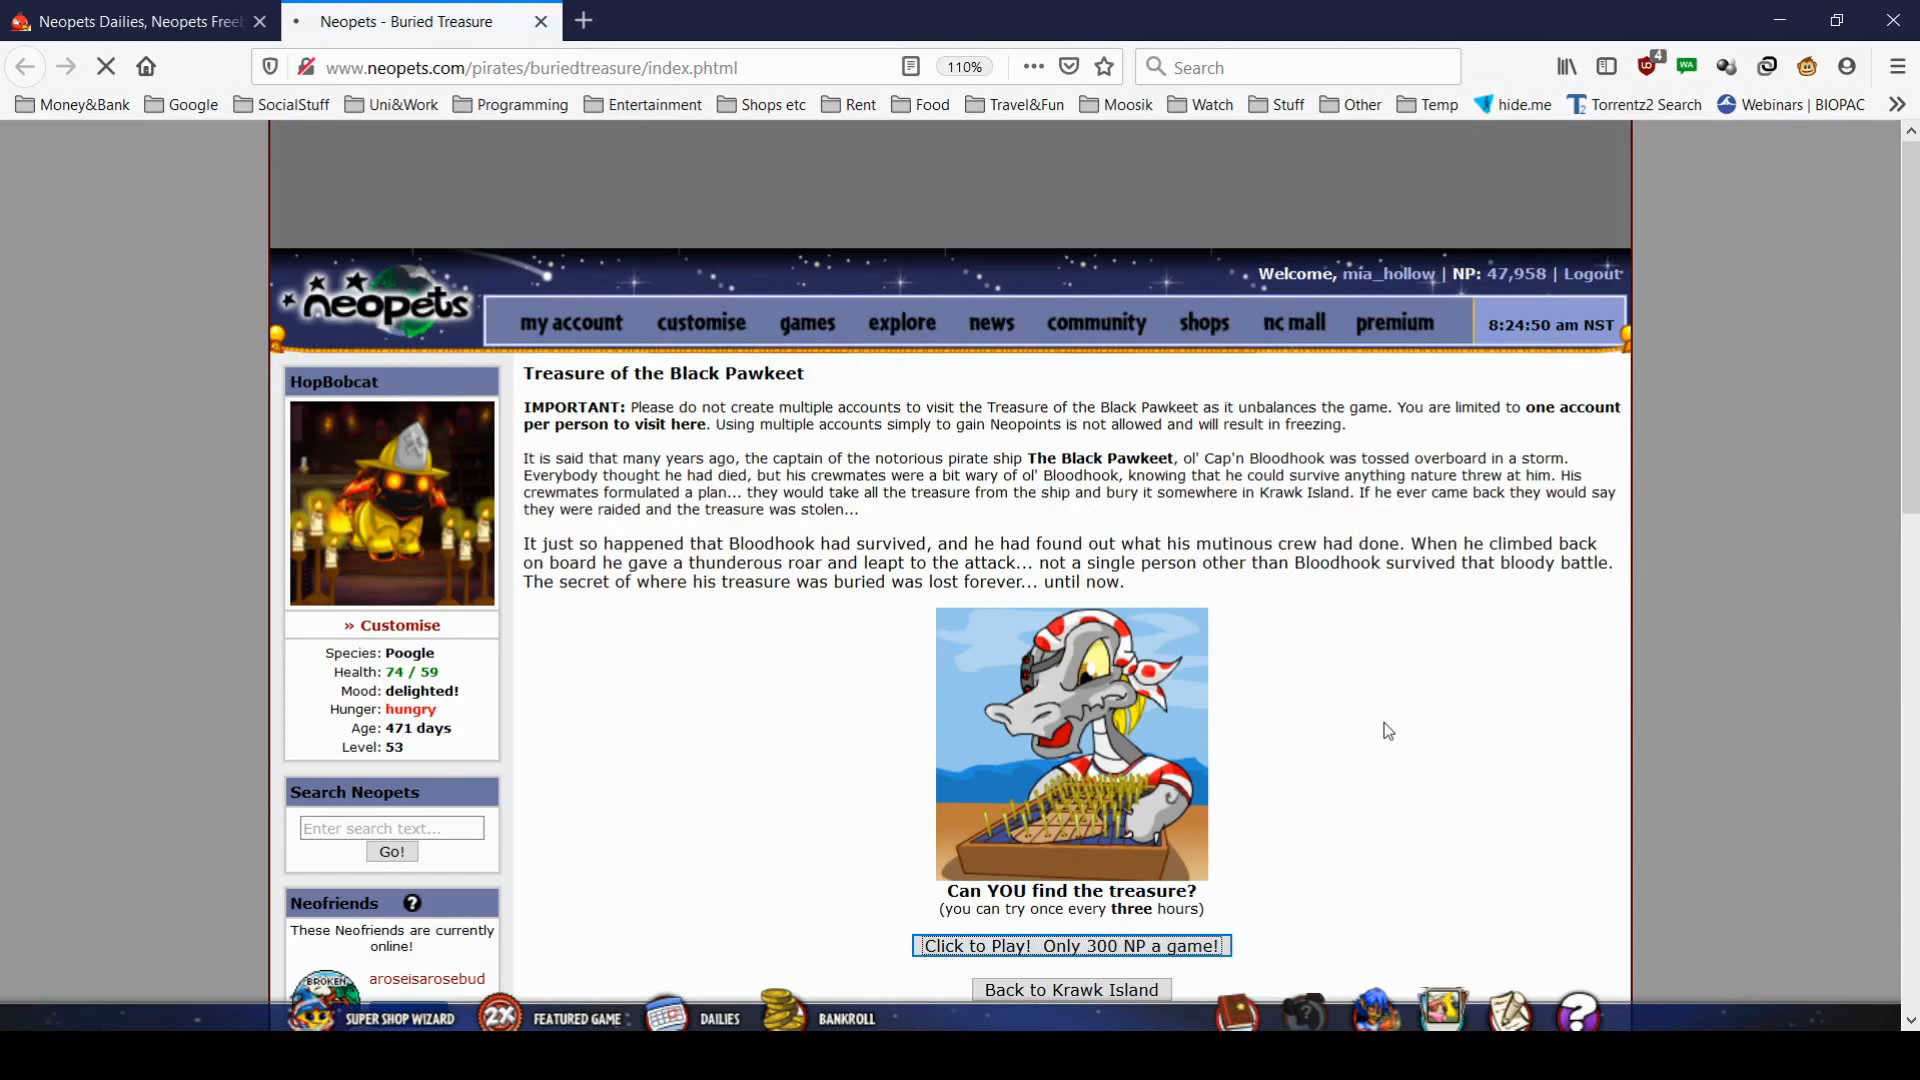 Neopets Dailies, Neopets Freeb
Neopets - Buried Treasure
www.neopets.com/pirates/buriedtreasure/index.phtml
110%
Search
4
Money&Bank
Google
SocialStuff
Uni&Work
Programming
Entertainment
Shops etc
Rent
Food
Travel&Fun
Moosik
Watch
Stuff
Other
Temp
hide.me
Torrentz2 Search
Webinars | BIOPAC
neopets
Welcome, mia_hollow | NP: 47,958 | Logout
my account
customise
games
explore
news
community
shops
nc mall
premium
8:24:50 am NST
HopBobcat
» Customise
Species: Poogle
Health: 74 / 59
Mood: delighted!
Hunger: hungry
Age: 471 days
Level: 53
Search Neopets
Enter search text...
Go!
Neofriends ?
These Neofriends are currently
online!
BROKEN
aroseisarosebud
Treasure of the Black Pawkeet
IMPORTANT: Please do not create multiple accounts to visit the Treasure of the Black Pawkeet as it unbalances the game. You are limited to one account
per person to visit here. Using multiple accounts simply to gain Neopoints is not allowed and will result in freezing.
It is said that many years ago, the captain of the notorious pirate ship The Black Pawkeet, ol' Cap'n Bloodhook was tossed overboard in a storm.
Everybody thought he had died, but his crewmates were a bit wary of ol' Bloodhook, knowing that he could survive anything nature threw at him. His
crewmates formulated a plan... they would take all the treasure from the ship and bury it somewhere in Krawk Island. If he ever came back they would say
they were raided and the treasure was stolen...
It just so happened that Bloodhook had survived, and he had found out what his mutinous crew had done. When he climbed back
on board he gave a thunderous roar and leapt to the attack... not a single person other than Bloodhook survived that bloody battle.
The secret of where his treasure was buried was lost forever... until now.
Can YOU find the treasure?
(you can try once every three hours)
Click to Play! Only 300 NP a game!
Back to Krawk Island
SUPER SHOP WIZARD
2X
FEATURED GAME
DAILIES
BANKROLL
?